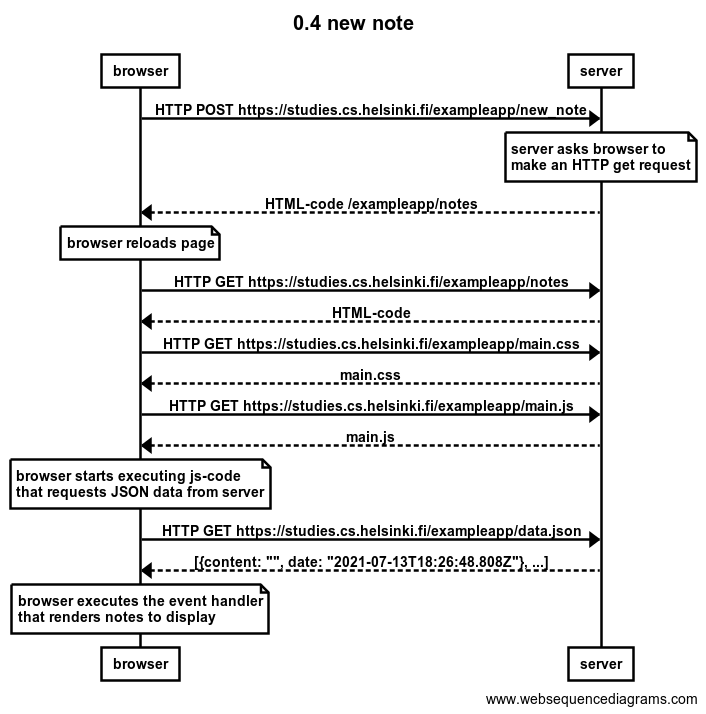 0.4 new note
browser
server
HTTP POST https://studies.cs.helsinki.fi/exampleapp/new_note
server asks browser to
make an HTTP get request
HTML-code /exampleapp/notes
browser reloads page
HTTP GET https://studies.cs.helsinki.fi/exampleapp/notes
HTML-code
HTTP GET https://studies.cs.helsinki.fi/exampleapp/main.css
main.css
HTTP GET https://studies.cs.helsinki.fi/exampleapp/main.js
main.js
browser starts executing js-code
that requests JSON data from server
HTTP GET https://studies.cs.helsinki.fi/exampleapp/data.json
[{content: "", date: "2021-07-13T18:26:48.808Z"}, ...]
browser executes the event handler
that renders notes to display
browser
server
www.websequencediagrams.com